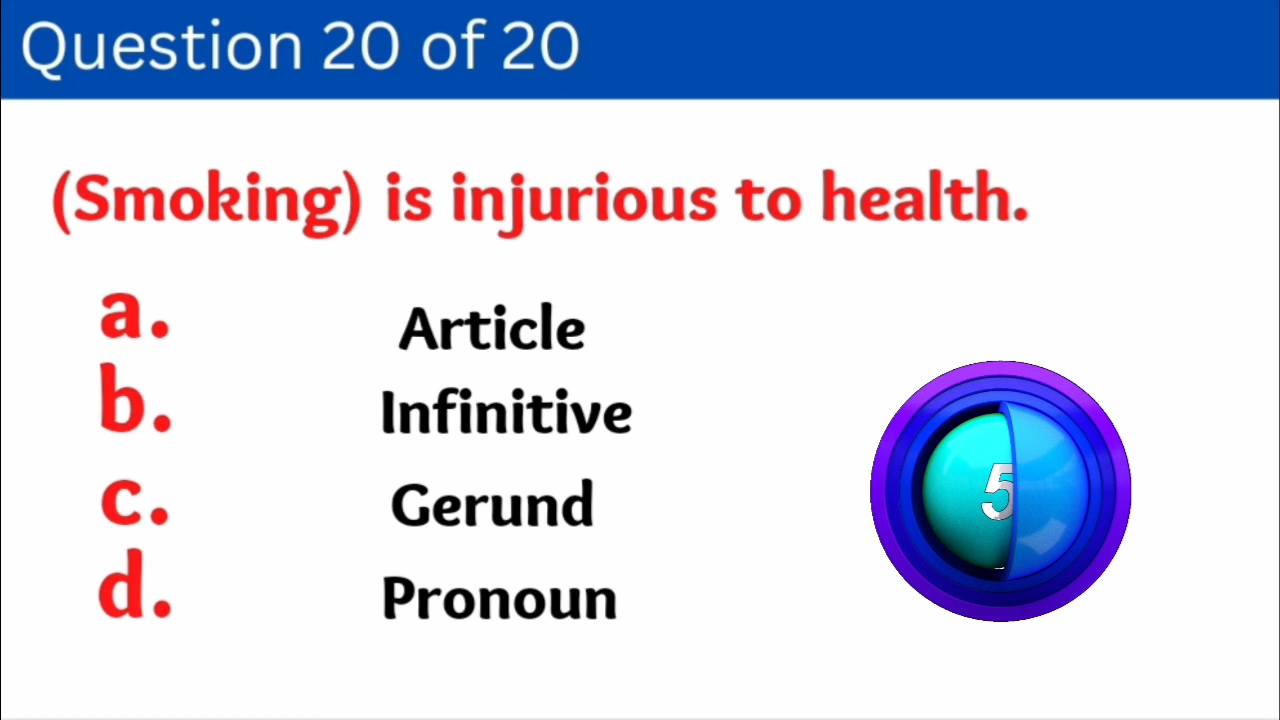 Question 20 of 20
(Smoking) is injurious to health.
a. Article
b. Infinitive
c. Gerund
d. Pronoun
5